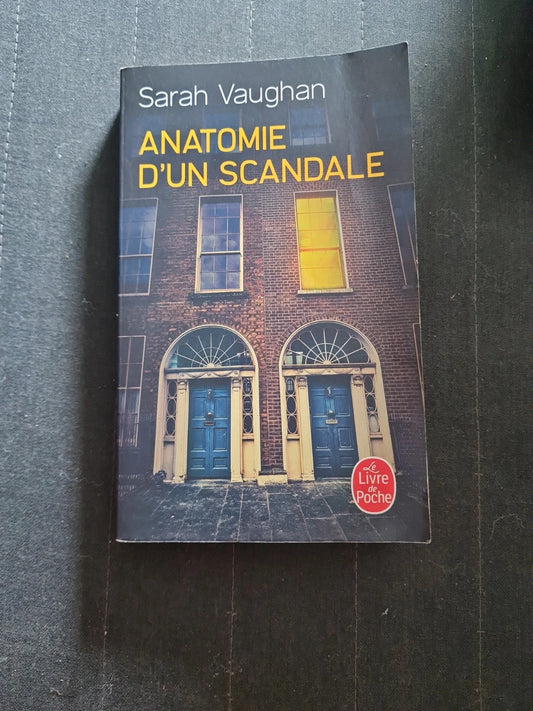 Sarah Vaughan
ANATOMIE
D'UN SCANDALE
Le
Livre
de
Poche